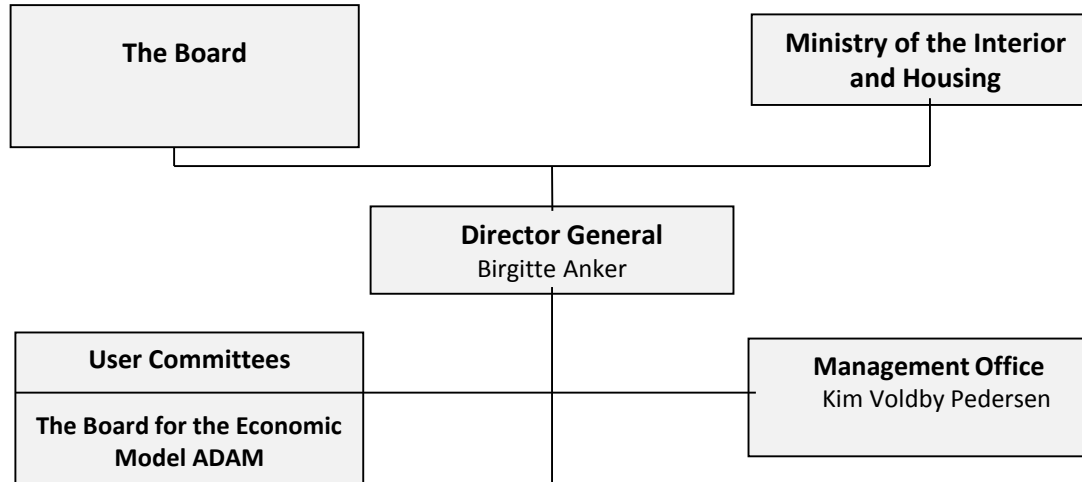 The Board
Ministry of the Interior
and Housing
Director General
Birgitte Anker
User Committees
The Board for the Economic
Model ADAM
Management Office
Kim Voldby Pedersen